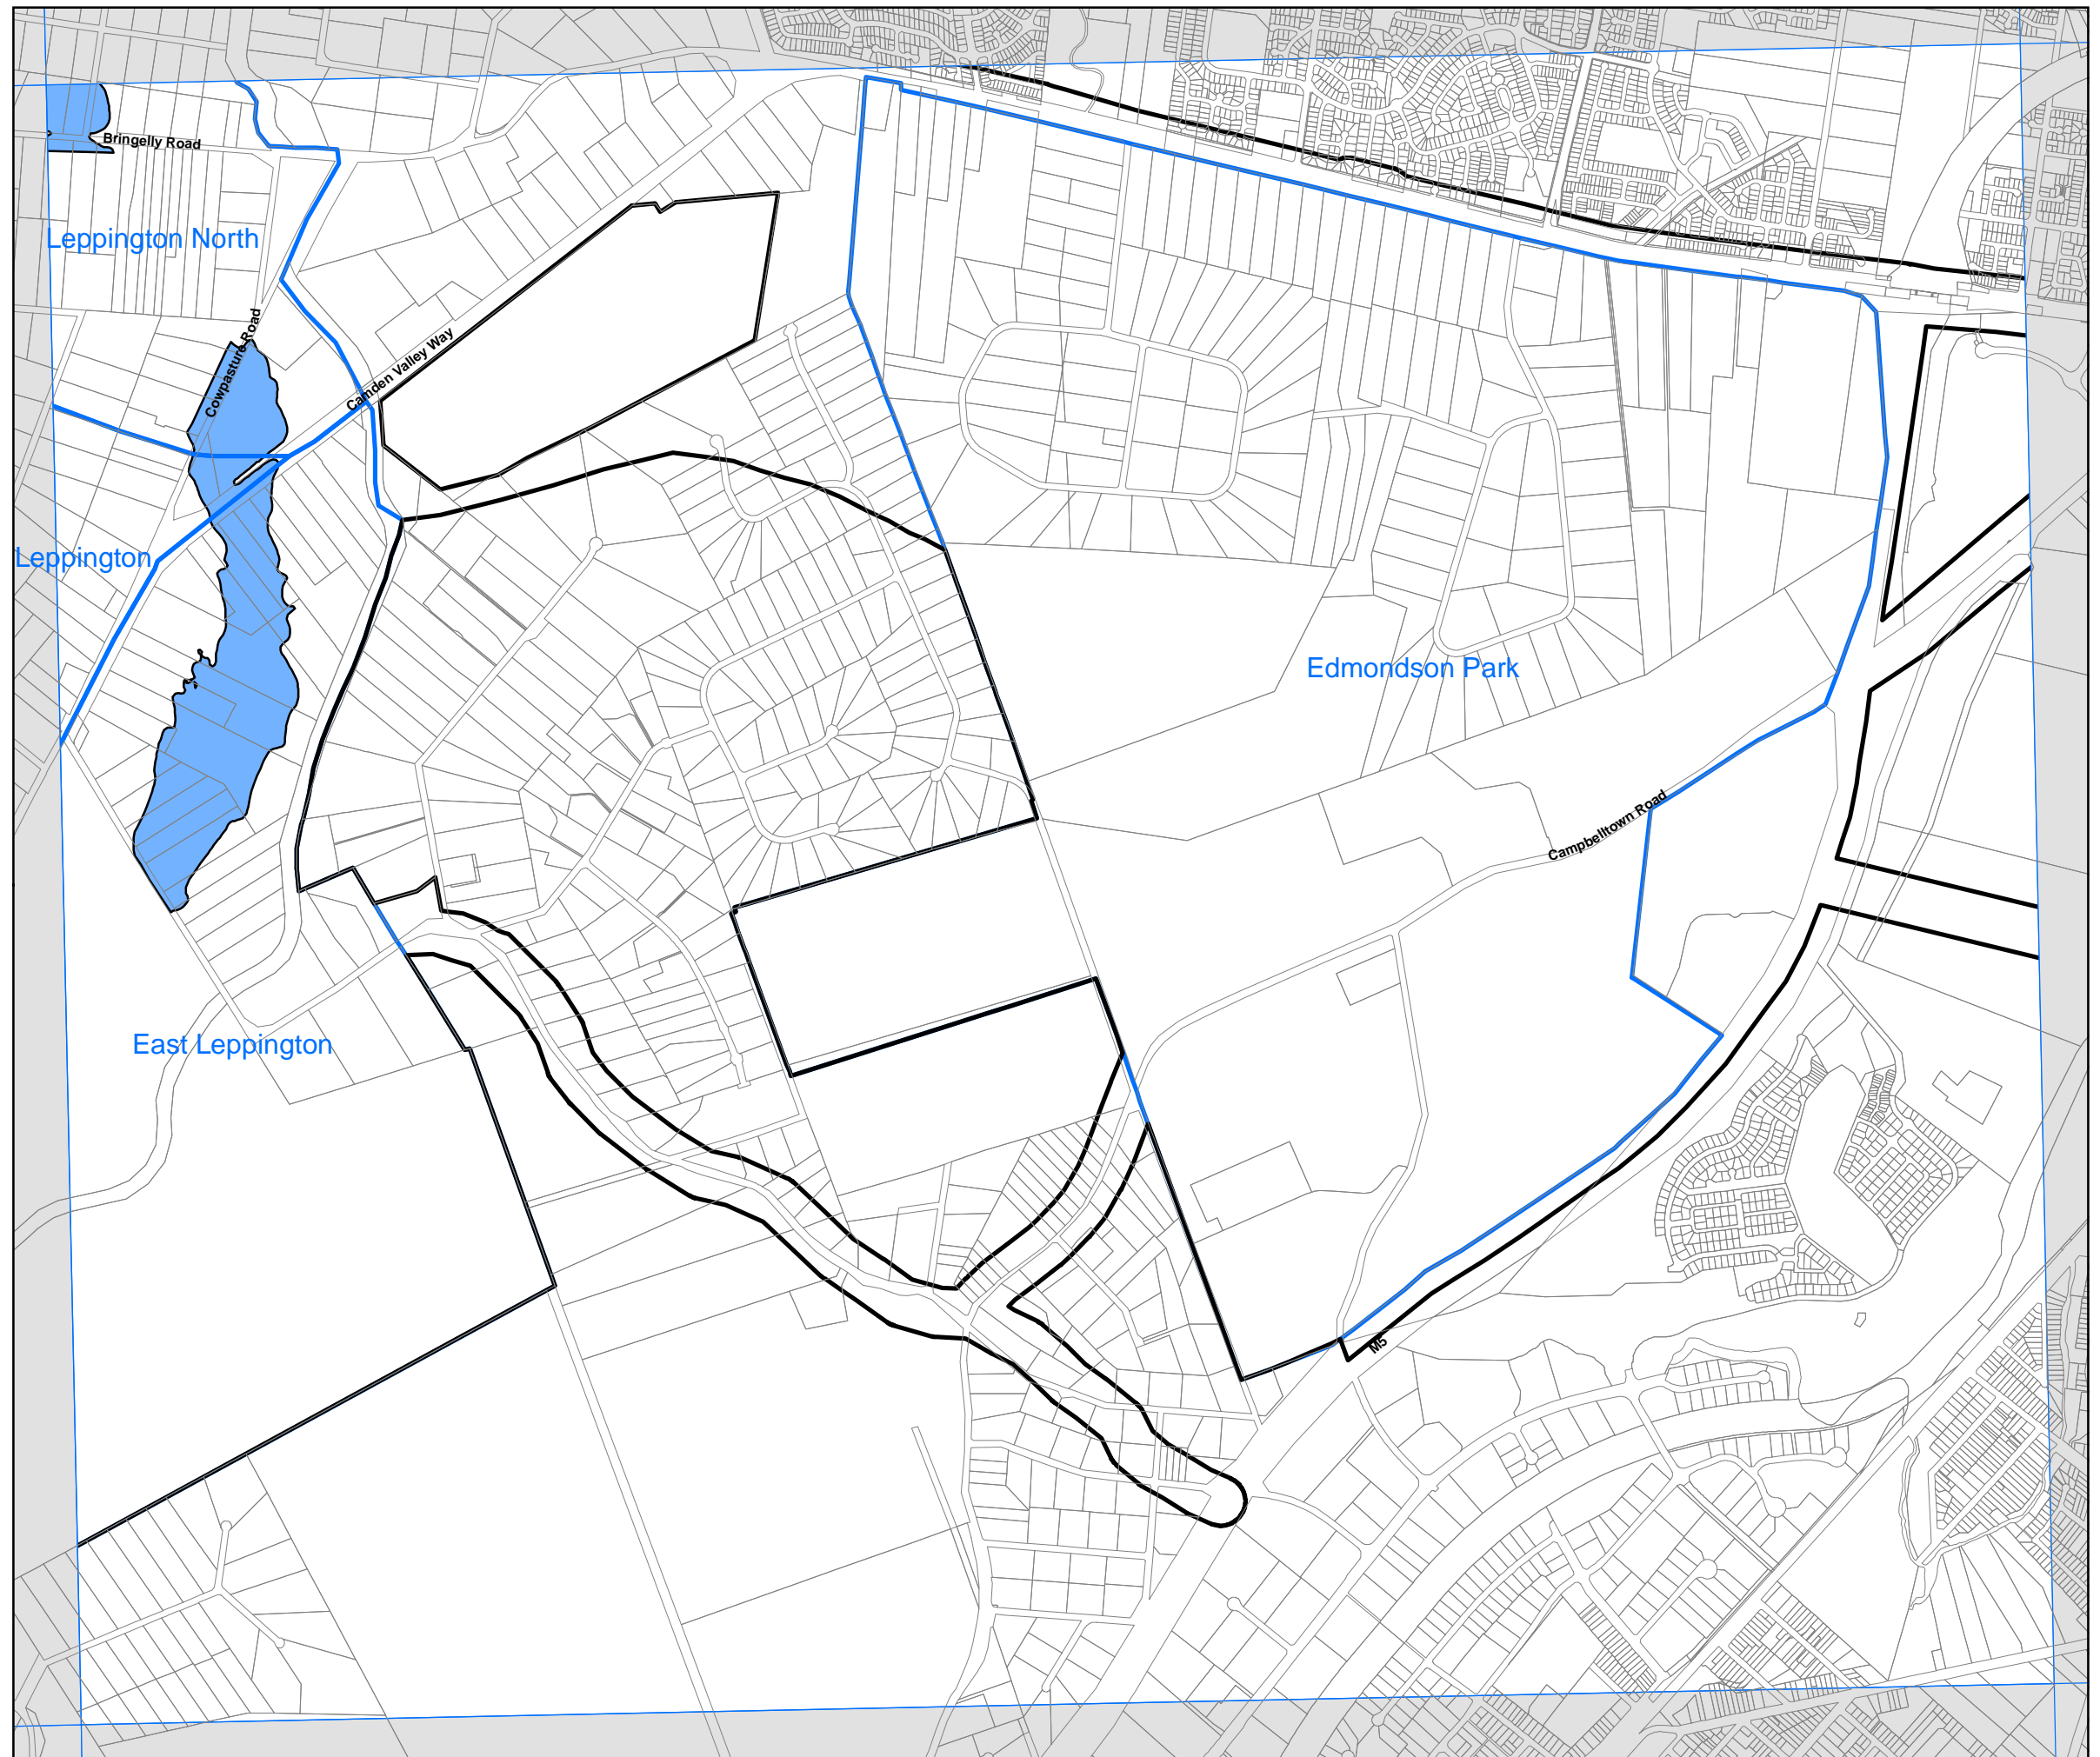 Bringelly Road
Leppington North
Cowpasture Road
Camden Valley Way
Leppington
Edmondson Park
Campbelltown Road
East Leppington
M5